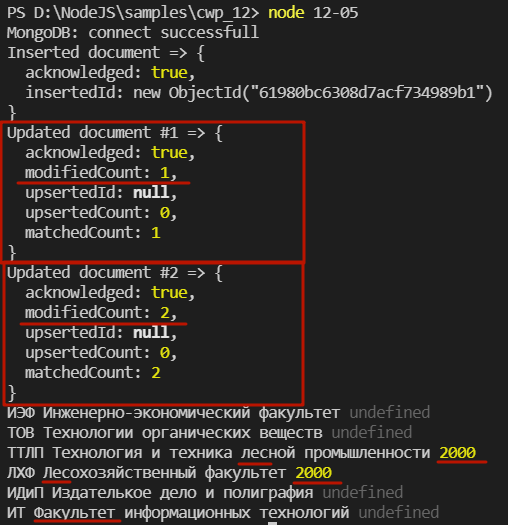 PS D:\NodeJS\samples\cwp_12> node 12-05
MongoDB: connect successfull
Inserted document => {
  acknowledged: true,
  insertedId: new ObjectId("61980bc6308d7acf734989b1")
}
Updated document #1 => {
  acknowledged: true,
  modifiedCount: 1,
  upsertedId: null,
  upsertedCount: 0,
  matchedCount: 1
}
Updated document #2 => {
  acknowledged: true,
  modifiedCount: 2,
  upsertedId: null,
  upsertedCount: 0,
  matchedCount: 2
}
ИЭФ Инженерно-экономический факультет undefined
ТОВ Технологии органических веществ undefined
ТТЛП Технология и техника лесной промышленности 2000
ЛХФ Лесохозяйственный факультет 2000
ИДиП Издателькое дело и полиграфия undefined
ИТ Факультет информационных технологий undefined